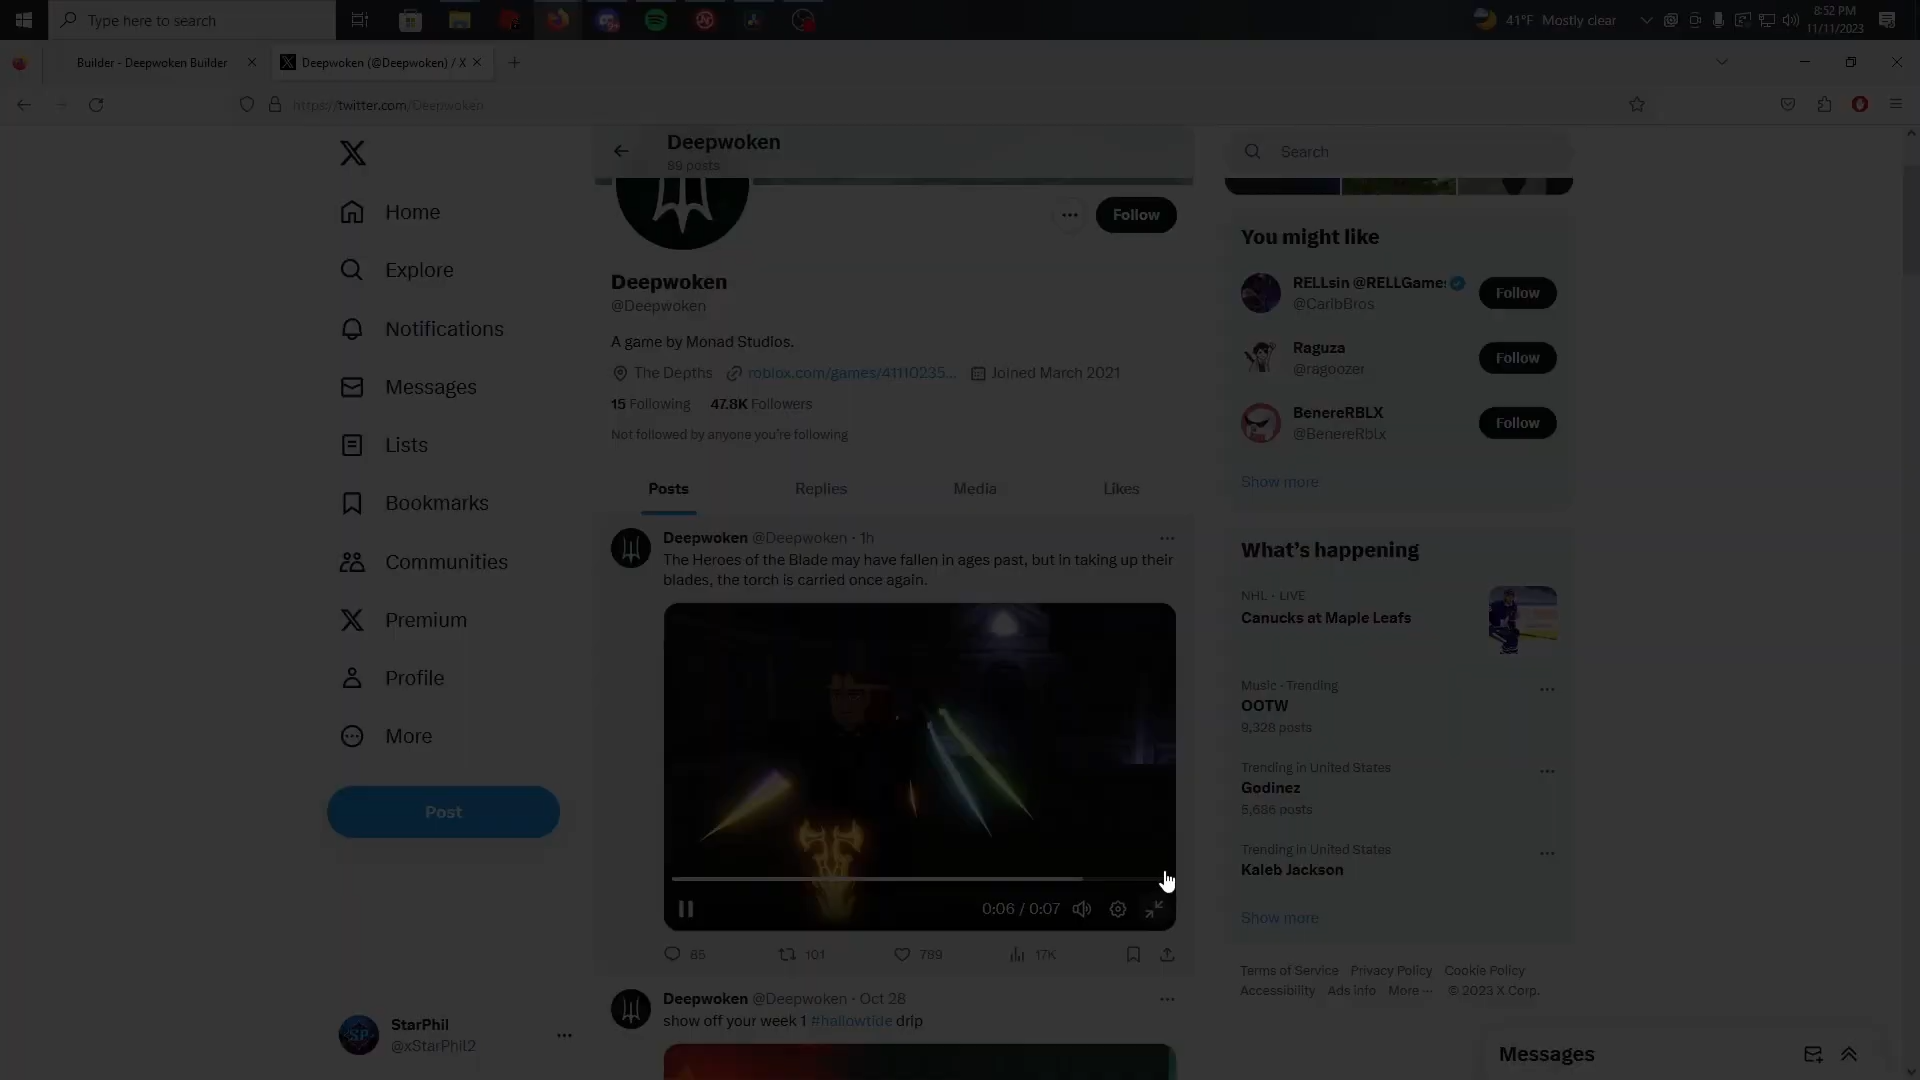 Type here to search
41°F Mostly clear
8:52 PM
11/11/2023
Builder - Deepwoken Builder
Deepwoken (@Deepwoken) / X
https://twitter.com/Deepwoken
Deepwoken
89 posts
Search
Home
Explore
Notifications
Messages
Lists
Bookmarks
Communities
Premium
Profile
More
Post
StarPhil
@xStarPhil2
Follow
Deepwoken
@Deepwoken
A game by Monad Studios.
The Depths roblox.com/games/41110235... Joined March 2021
15 Following 47.8K Followers
Not followed by anyone you're following
Posts Replies Media Likes
Deepwoken @Deepwoken · 1h
The Heroes of the Blade may have fallen in ages past, but in taking up their
blades, the torch is carried once again.
0:06 / 0:07
85 101 789 17K
Deepwoken @Deepwoken · Oct 28
show off your week 1 #hallowtide drip
You might like
RELLsin @RELLGames
@CaribBros
Follow
Raguza
@ragoozer
Follow
BenereRBLX
@BenereRblx
Follow
Show more
What's happening
NHL · LIVE
Canucks at Maple Leafs
Music · Trending
OOTW
9,328 posts
Trending in United States
Godinez
5,686 posts
Trending in United States
Kaleb Jackson
Show more
Terms of Service Privacy Policy Cookie Policy
Accessibility Ads info More ··· © 2023 X Corp.
Messages